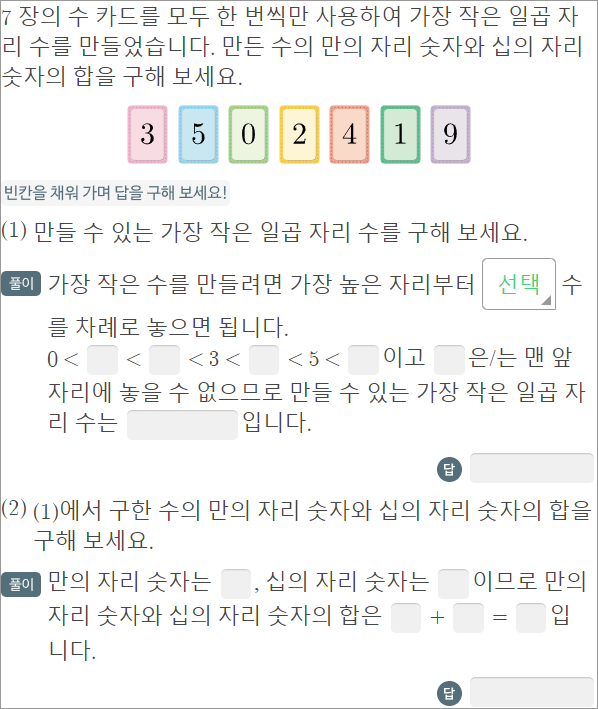 7 장의 수 카드를 모두 한 번씩만 사용하여 가장 작은 일곱 자
리 수를 만들었습니다. 만든 수의 만의 자리 숫자와 십의 자리
숫자의 합을 구해 보세요.
3 5 0 2 4 1 9
빈칸을 채워 가며 답을 구해 보세요!
(1) 만들 수 있는 가장 작은 일곱 자리 수를 구해 보세요.
풀이 가장 작은 수를 만들려면 가장 높은 자리부터 선택 수
를 차례로 놓으면 됩니다.
0 < < < 3 < < 5 < 이고 은/는 맨 앞
자리에 놓을 수 없으므로 만들 수 있는 가장 작은 일곱 자
리 수는 입니다.
답
(2) (1)에서 구한 수의 만의 자리 숫자와 십의 자리 숫자의 합을
구해 보세요.
풀이 만의 자리 숫자는 , 십의 자리 숫자는 이므로 만의
자리 숫자와 십의 자리 숫자의 합은 + = 입
니다.
답